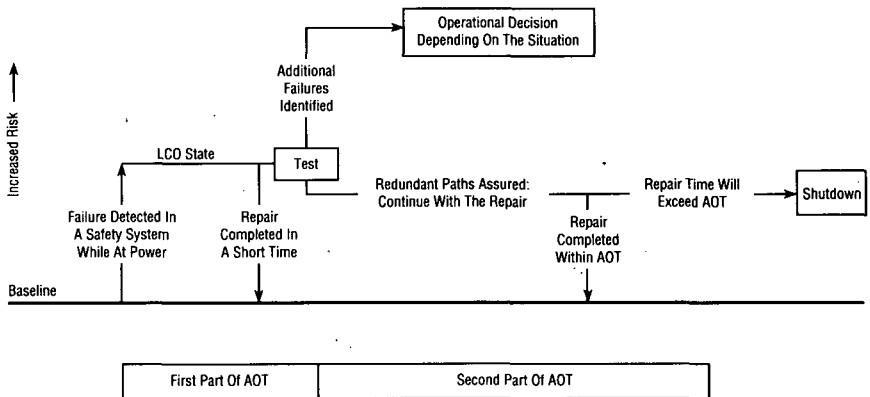 Operational Decision
Depending On The Situation
Additional
Failures
Identified
Increased Risk
LCO State
Test
Redundant Paths Assured:
Continue With The Repair
Repair Time Will
Exceed AOT
Shutdown
Failure Detected In
A Safety System
While At Power
Repair
Completed In
A Short Time
Repair
Completed
Within AOT
Baseline
First Part Of AOT
Second Part Of AOT